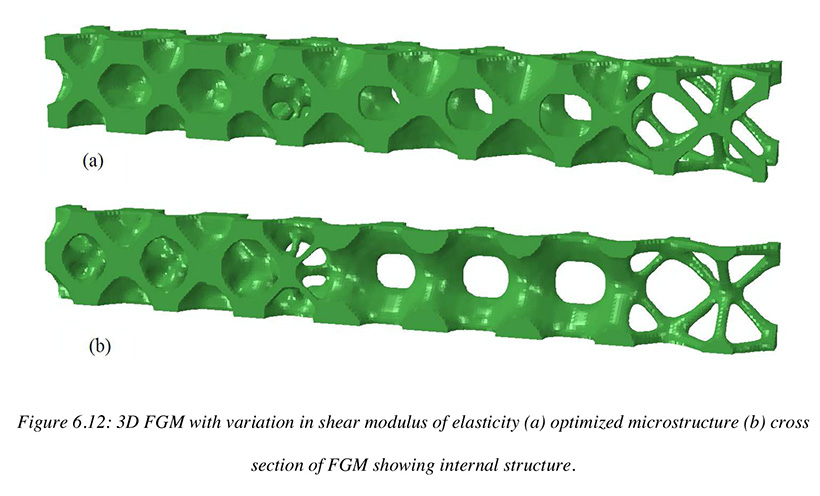 (a)
(b)
Figure 6.12: 3D FGM with variation in shear modulus of elasticity (a) optimized microstructure (b) cross
section of FGM showing internal structure.